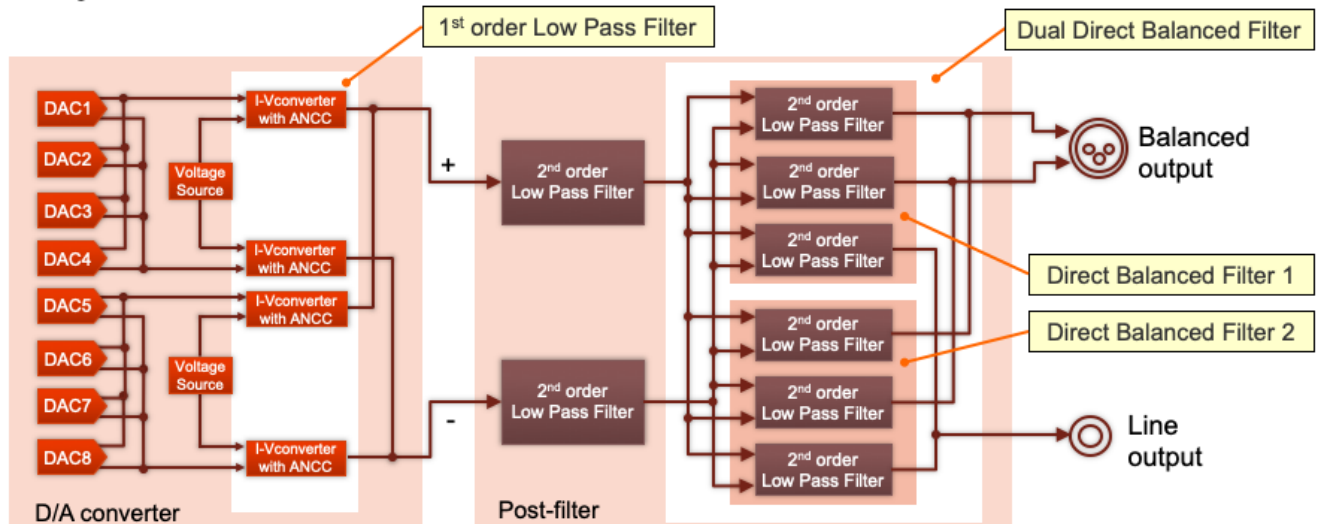 1st order Low Pass Filter
Dual Direct Balanced Filter
DAC1
DAC2
DAC3
DAC4
DAC5
DAC6
DAC7
DAC8
Voltage
Source
Voltage
Source
I-Vconverter
with ANCC
I-Vconverter
with ANCC
I-Vconverter
with ANCC
I-Vconverter
with ANCC
D/A converter
+
-
2nd order
Low Pass Filter
2nd order
Low Pass Filter
Post-filter
2nd order
Low Pass Filter
2nd order
Low Pass Filter
2nd order
Low Pass Filter
2nd order
Low Pass Filter
2nd order
Low Pass Filter
2nd order
Low Pass Filter
Direct Balanced Filter 1
Direct Balanced Filter 2
Balanced
output
Line
output